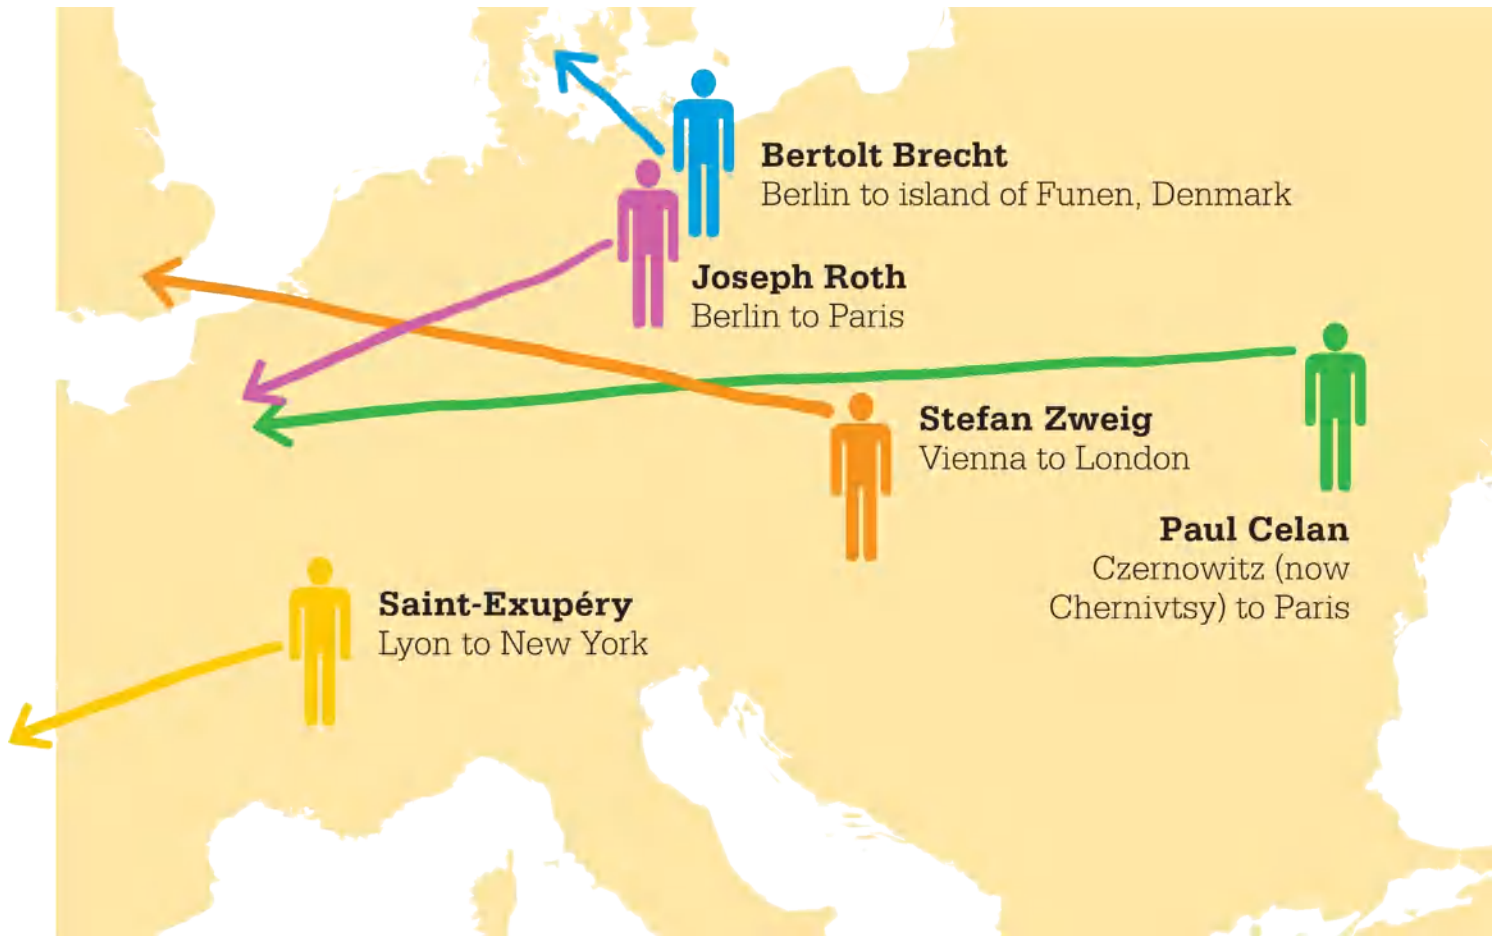 Bertolt Brecht
Berlin to island of Funen, Denmark
Joseph Roth
Berlin to Paris
Stefan Zweig
Vienna to London
Paul Celan
Czernowitz (now
Chernivtsy) to Paris
Saint-Exupéry
Lyon to New York